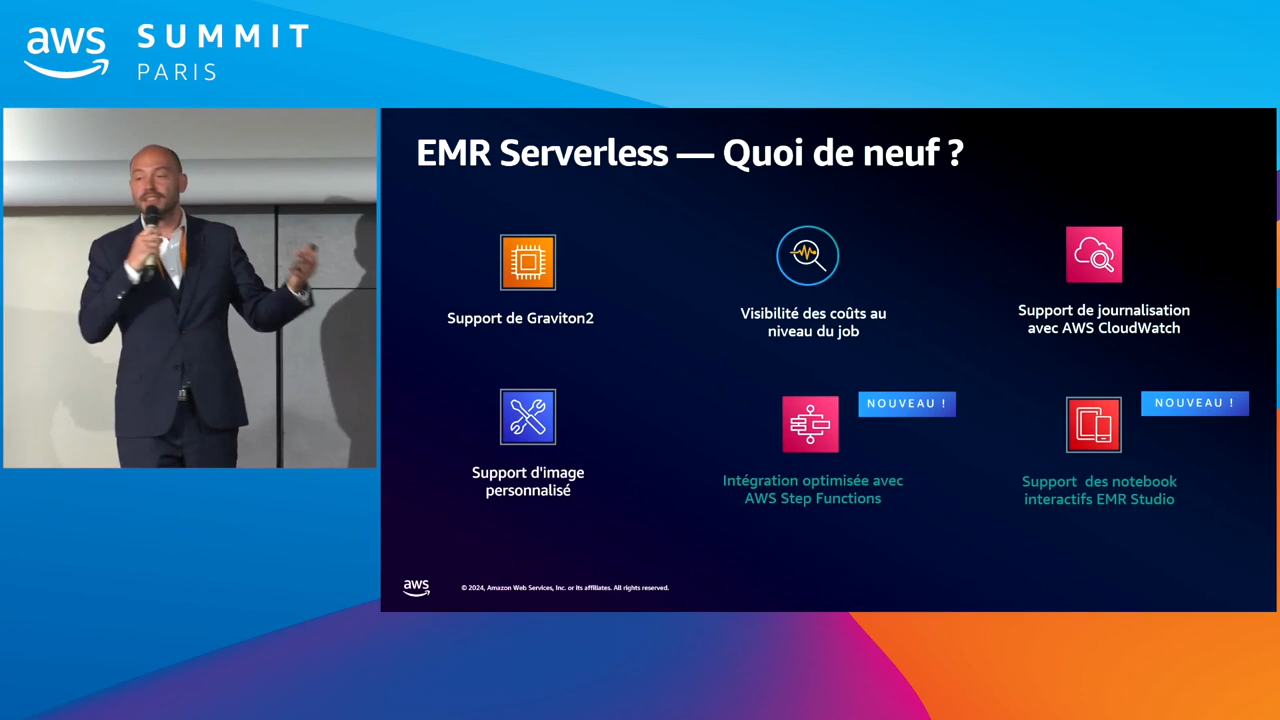 aws
SUMMIT
PARIS
EMR Serverless — Quoi de neuf ?
Support de Graviton2
Visibilité des coûts au
niveau du job
Support de journalisation
avec AWS CloudWatch
Support d'image
personnalisé
NOUVEAU !
Intégration optimisée avec
AWS Step Functions
NOUVEAU !
Support  des notebook
interactifs EMR Studio
aws
© 2024, Amazon Web Services, Inc. or its affiliates. All rights reserved.